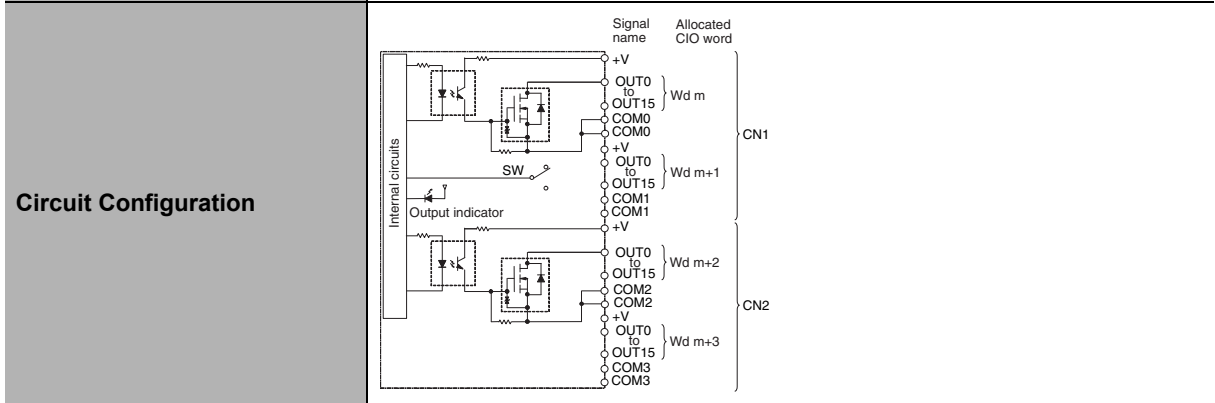 Circuit Configuration
Signal name
Allocated CIO word
Internal circuits
SW
Output indicator
+V
OUT0
to
OUT15
Wd m
COM0
COM0
+V
OUT0
to
OUT15
Wd m+1
COM1
COM1
CN1
+V
OUT0
to
OUT15
Wd m+2
COM2
COM2
+V
OUT0
to
OUT15
Wd m+3
COM3
COM3
CN2